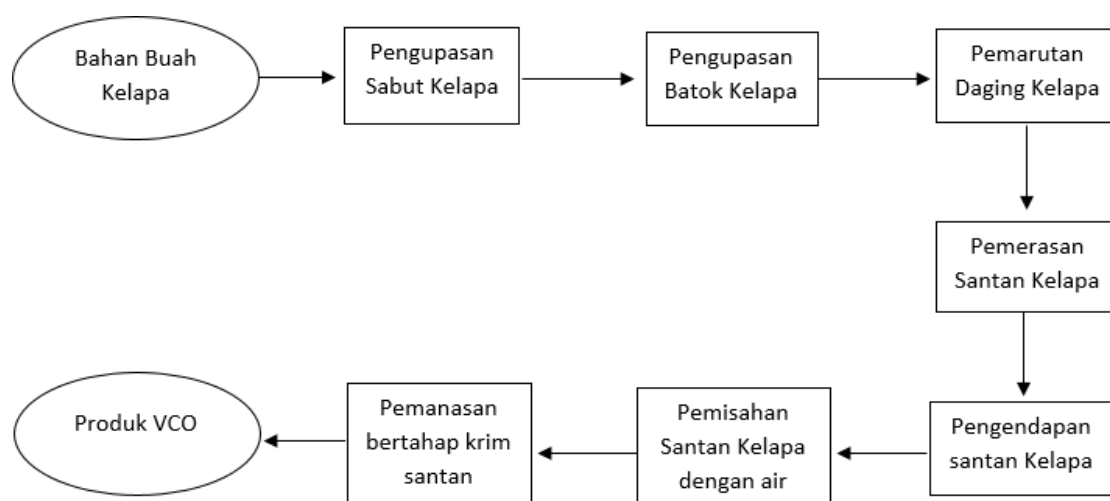 Bahan Buah
Kelapa
Pengupasan
Sabut Kelapa
Pengupasan
Batok Kelapa
Pemarutan
Daging Kelapa
Pemerasan
Santan Kelapa
Pengendapan
santan Kelapa
Pemisahan
Santan Kelapa
dengan air
Pemanasan
bertahap krim
santan
Produk VCO